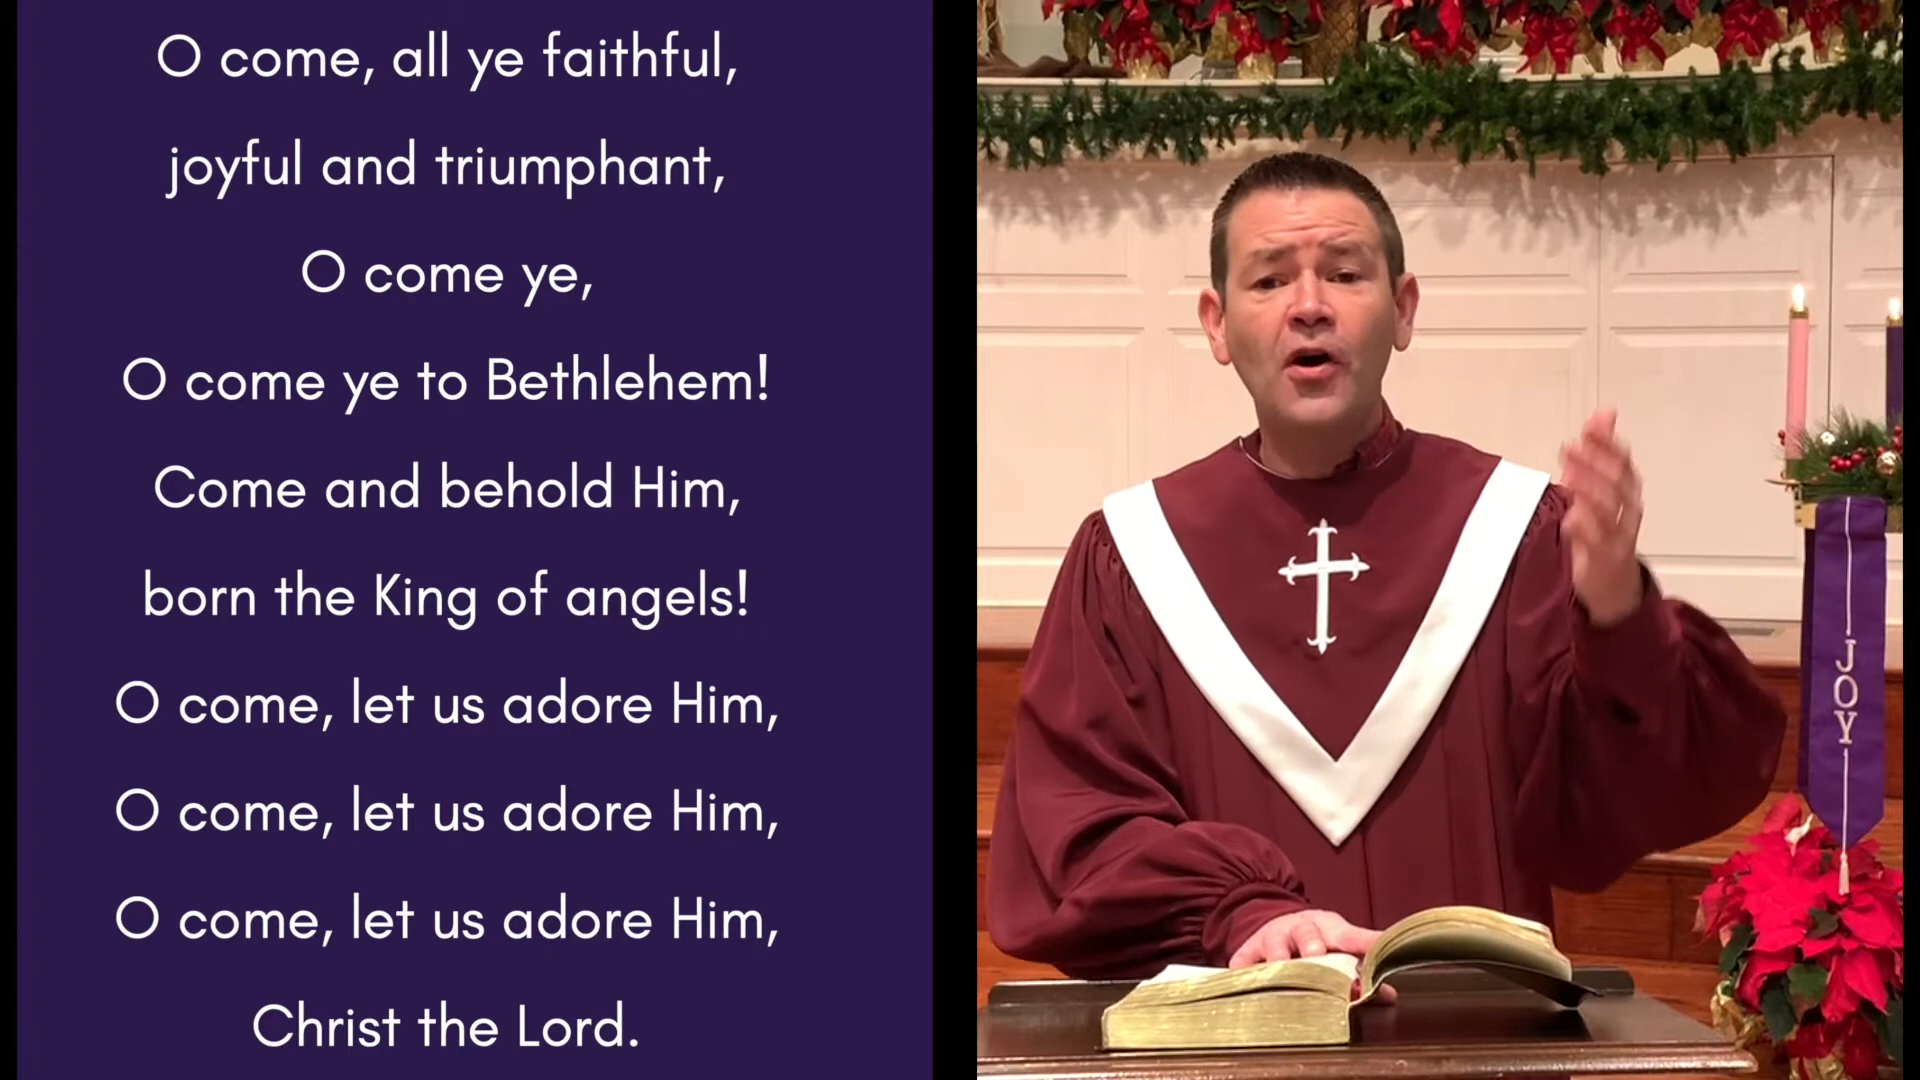 O come, all ye faithful,
joyful and triumphant,
O come ye,
O come ye to Bethlehem!
Come and behold Him,
born the King of angels!
O come, let us adore Him,
O come, let us adore Him,
O come, let us adore Him,
Christ the Lord.
JOY